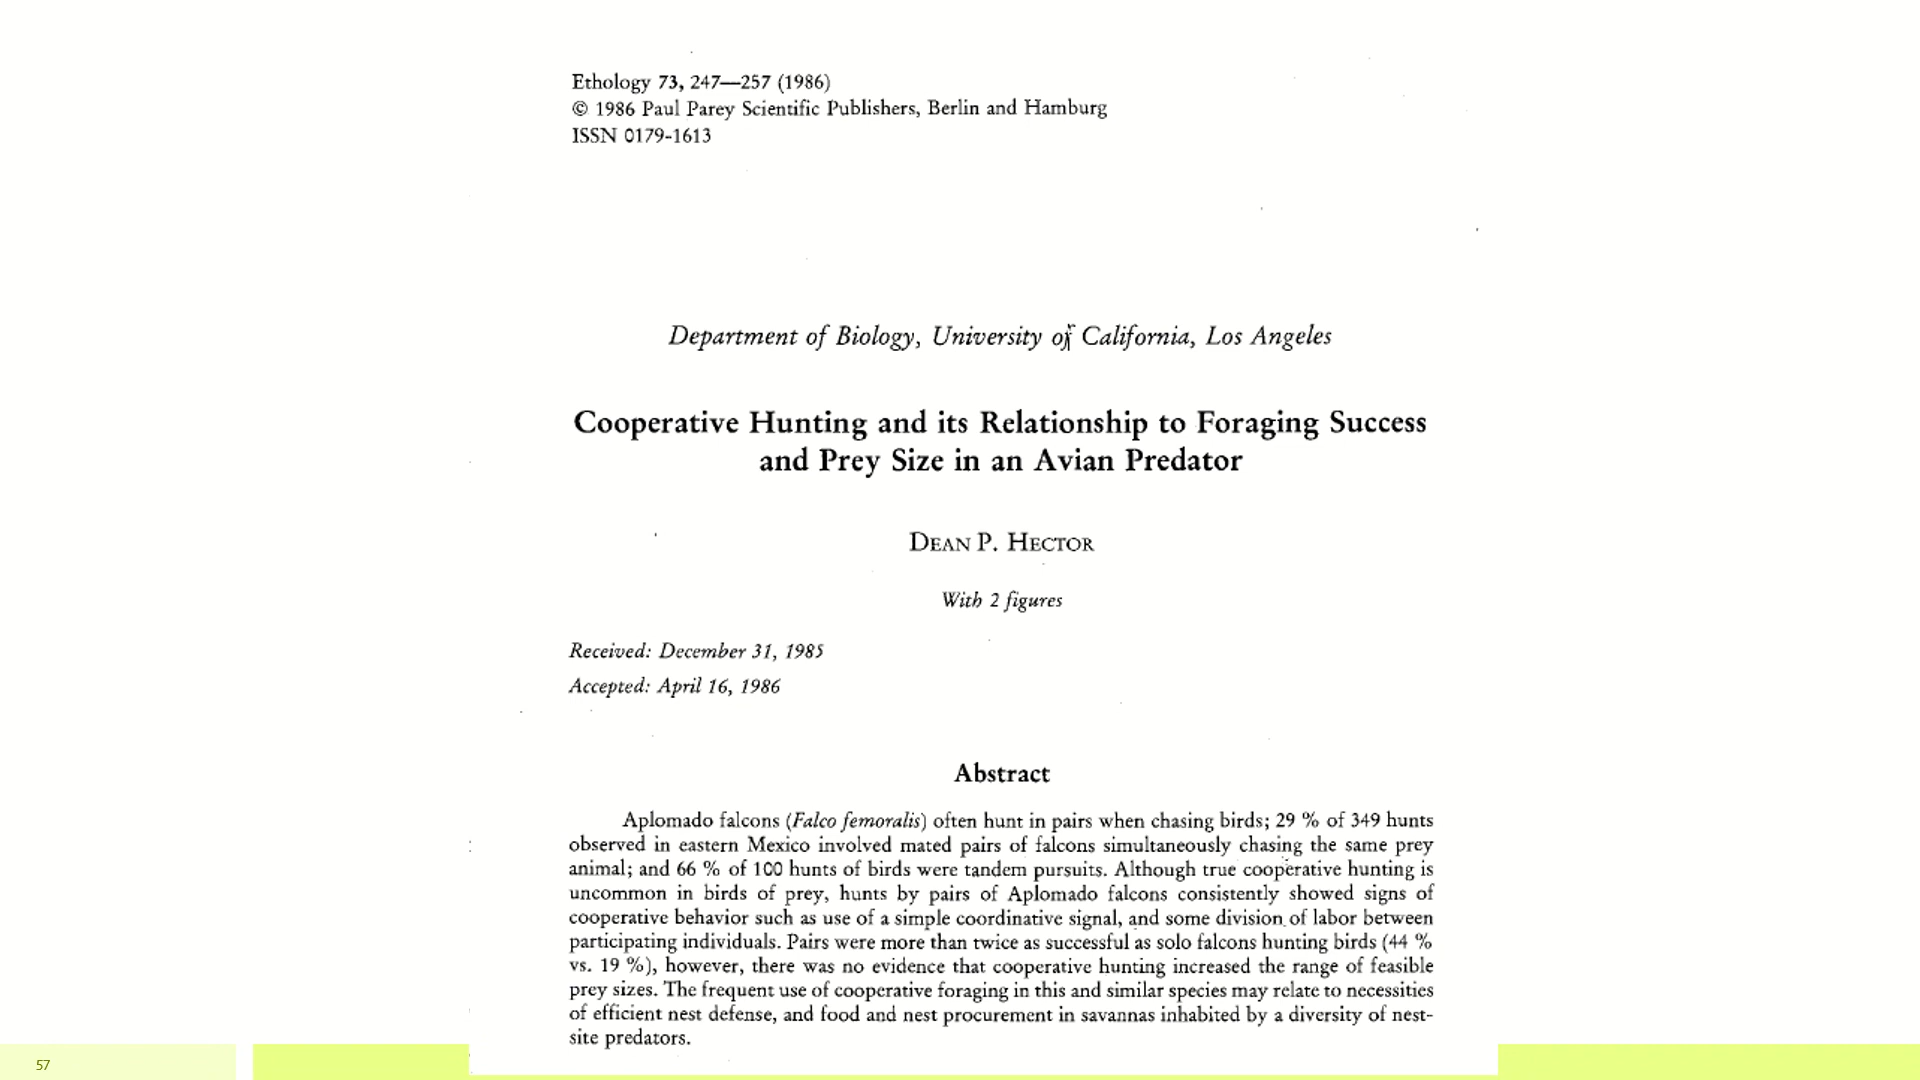 Ethology 73, 247—257 (1986)
© 1986 Paul Parey Scientific Publishers, Berlin and Hamburg
ISSN 0179-1613
Department of Biology, University of California, Los Angeles
Cooperative Hunting and its Relationship to Foraging Success
and Prey Size in an Avian Predator
DEAN P. HECTOR
With 2 figures
Received: December 31, 1985
Accepted: April 16, 1986
Abstract
Aplomado falcons (Falco femoralis) often hunt in pairs when chasing birds; 29 % of 349 hunts
observed in eastern Mexico involved mated pairs of falcons simultaneously chasing the same prey
animal; and 66 % of 100 hunts of birds were tandem pursuits. Although true cooperative hunting is
uncommon in birds of prey, hunts by pairs of Aplomado falcons consistently showed signs of
cooperative behavior such as use of a simple coordinative signal, and some division of labor between
participating individuals. Pairs were more than twice as successful as solo falcons hunting birds (44 %
vs. 19 %), however, there was no evidence that cooperative hunting increased the range of feasible
prey sizes. The frequent use of cooperative foraging in this and similar species may relate to necessities
of efficient nest defense, and food and nest procurement in savannas inhabited by a diversity of nest-
site predators.
57